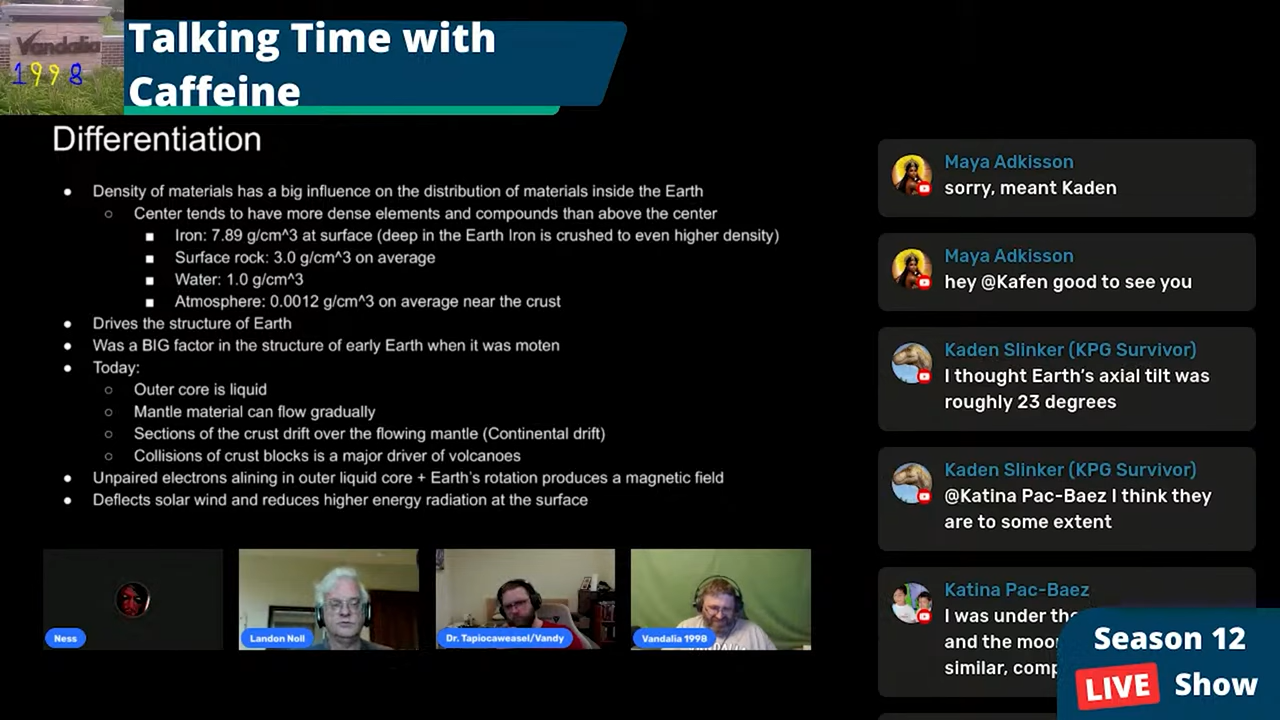 Vandalia
1998
Talking Time with
Caffeine
Differentiation
● Density of materials has a big influence on the distribution of materials inside the Earth
○ Center tends to have more dense elements and compounds than above the center
■ Iron: 7.89 g/cm^3 at surface (deep in the Earth Iron is crushed to even higher density)
■ Surface rock: 3.0 g/cm^3 on average
■ Water: 1.0 g/cm^3
■ Atmosphere: 0.0012 g/cm^3 on average near the crust
● Drives the structure of Earth
● Was a BIG factor in the structure of early Earth when it was moten
● Today:
○ Outer core is liquid
○ Mantle material can flow gradually
○ Sections of the crust drift over the flowing mantle (Continental drift)
○ Collisions of crust blocks is a major driver of volcanoes
● Unpaired electrons alining in outer liquid core + Earth's rotation produces a magnetic field
● Deflects solar wind and reduces higher energy radiation at the surface
Ness
Landon Noll
Dr. Tapiocaweasel/Vandy
Vandalia 1998
Maya Adkisson
sorry, meant Kaden
Maya Adkisson
hey @Kafen good to see you
Kaden Slinker (KPG Survivor)
I thought Earth's axial tilt was
roughly 23 degrees
Kaden Slinker (KPG Survivor)
@Katina Pac-Baez I think they
are to some extent
Katina Pac-Baez
I was under the
and the moon
similar, comp
Season 12
LIVE Show